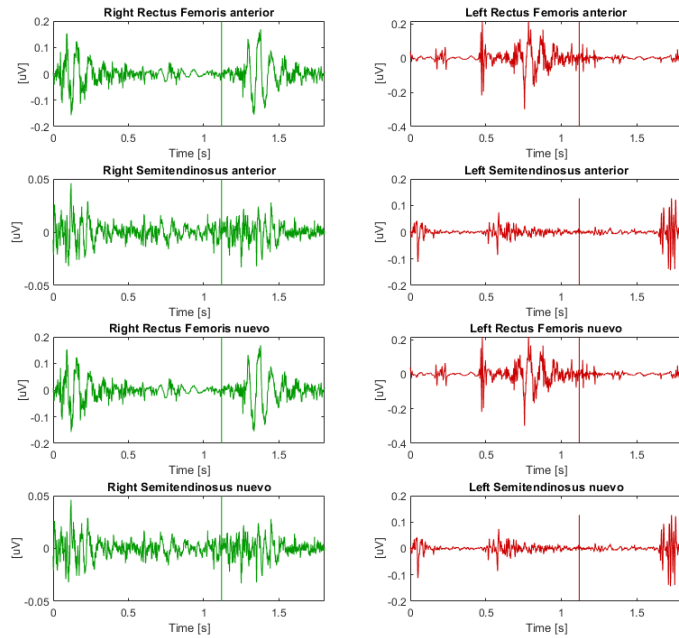 Right Rectus Femoris anterior
0.2
0.1
0
-0.1
0.2
[uV]
0
0.5
1
1.5
Time [s]
Left Rectus Femoris anterior
0.2
0
-0.2
-0.4
[uV]
0
0.5
1
1.5
Time [s]
Right Semitendinosus anterior
0.05
0
-0.05
[uV]
0
0.5
1
1.5
Time [s]
Left Semitendinosus anterior
0.2
0.1
0
-0.1
-0.2
[uV]
0
0.5
1
1.5
Time [s]
Right Rectus Femoris nuevo
0.2
0.1
0
-0.1
-0.2
[uV]
0
0.5
1
1.5
Time [s]
Left Rectus Femoris nuevo
0.2
0
-0.2
-0.4
[uV]
0
0.5
1
1.5
Time [s]
Right Semitendinosus nuevo
0.05
0
-0.05
[uV]
0
0.5
1
1.5
Time [s]
Left Semitendinosus nuevo
0.2
0.1
0
-0.1
-0.2
[uV]
0
0.5
1
1.5
Time [s]